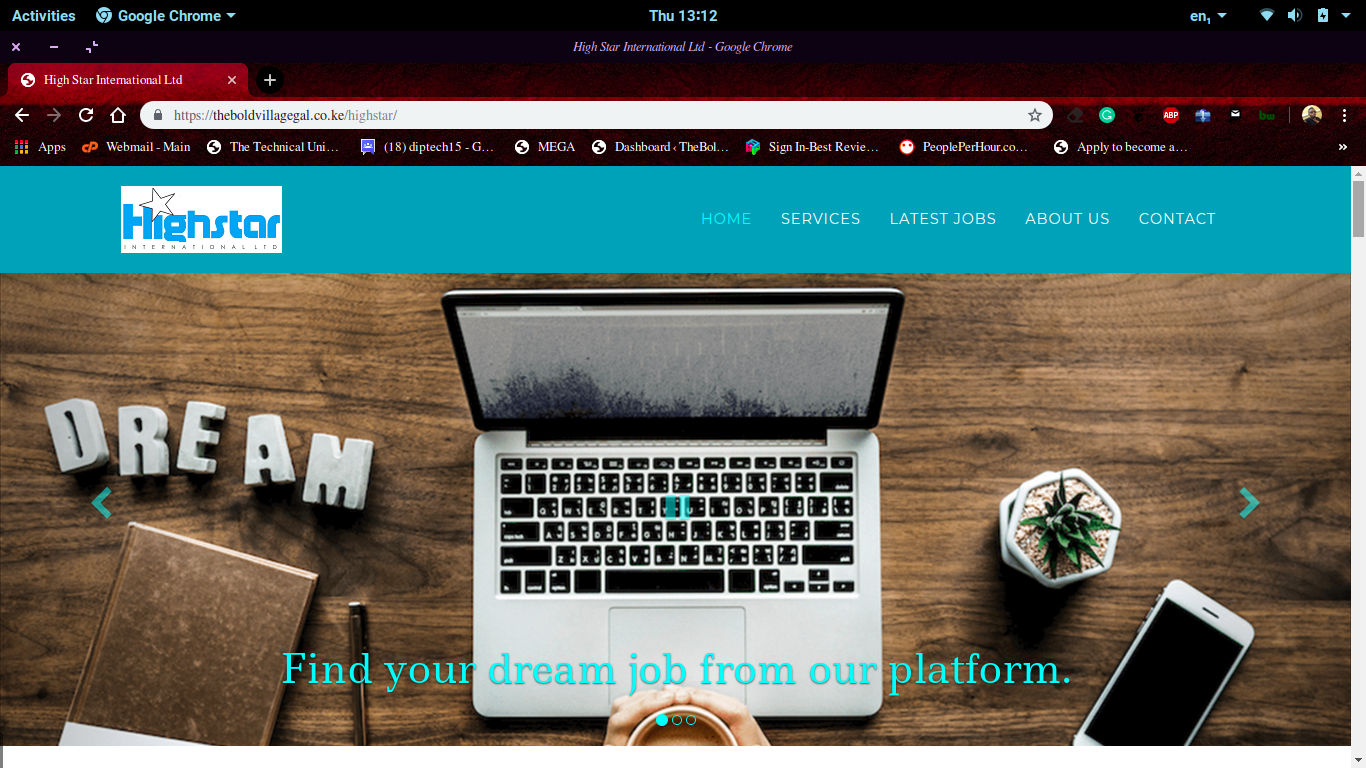 Activities Google Chrome Thu 13:12 en1
High Star International Ltd - Google Chrome
High Star International Ltd
https://theboldvillagegal.co.ke/highstar/
ABP bw
Apps Webmail - Main The Technical Uni… (18) diptech15 - G… MEGA Dashboard ‹ TheBol… Sign In-Best Revie… PeoplePerHour.co… Apply to become a… »
Highstar
INTERNATIONAL LTD
HOME SERVICES LATEST JOBS ABOUT US CONTACT
DREAM
Find your dream job from our platform.